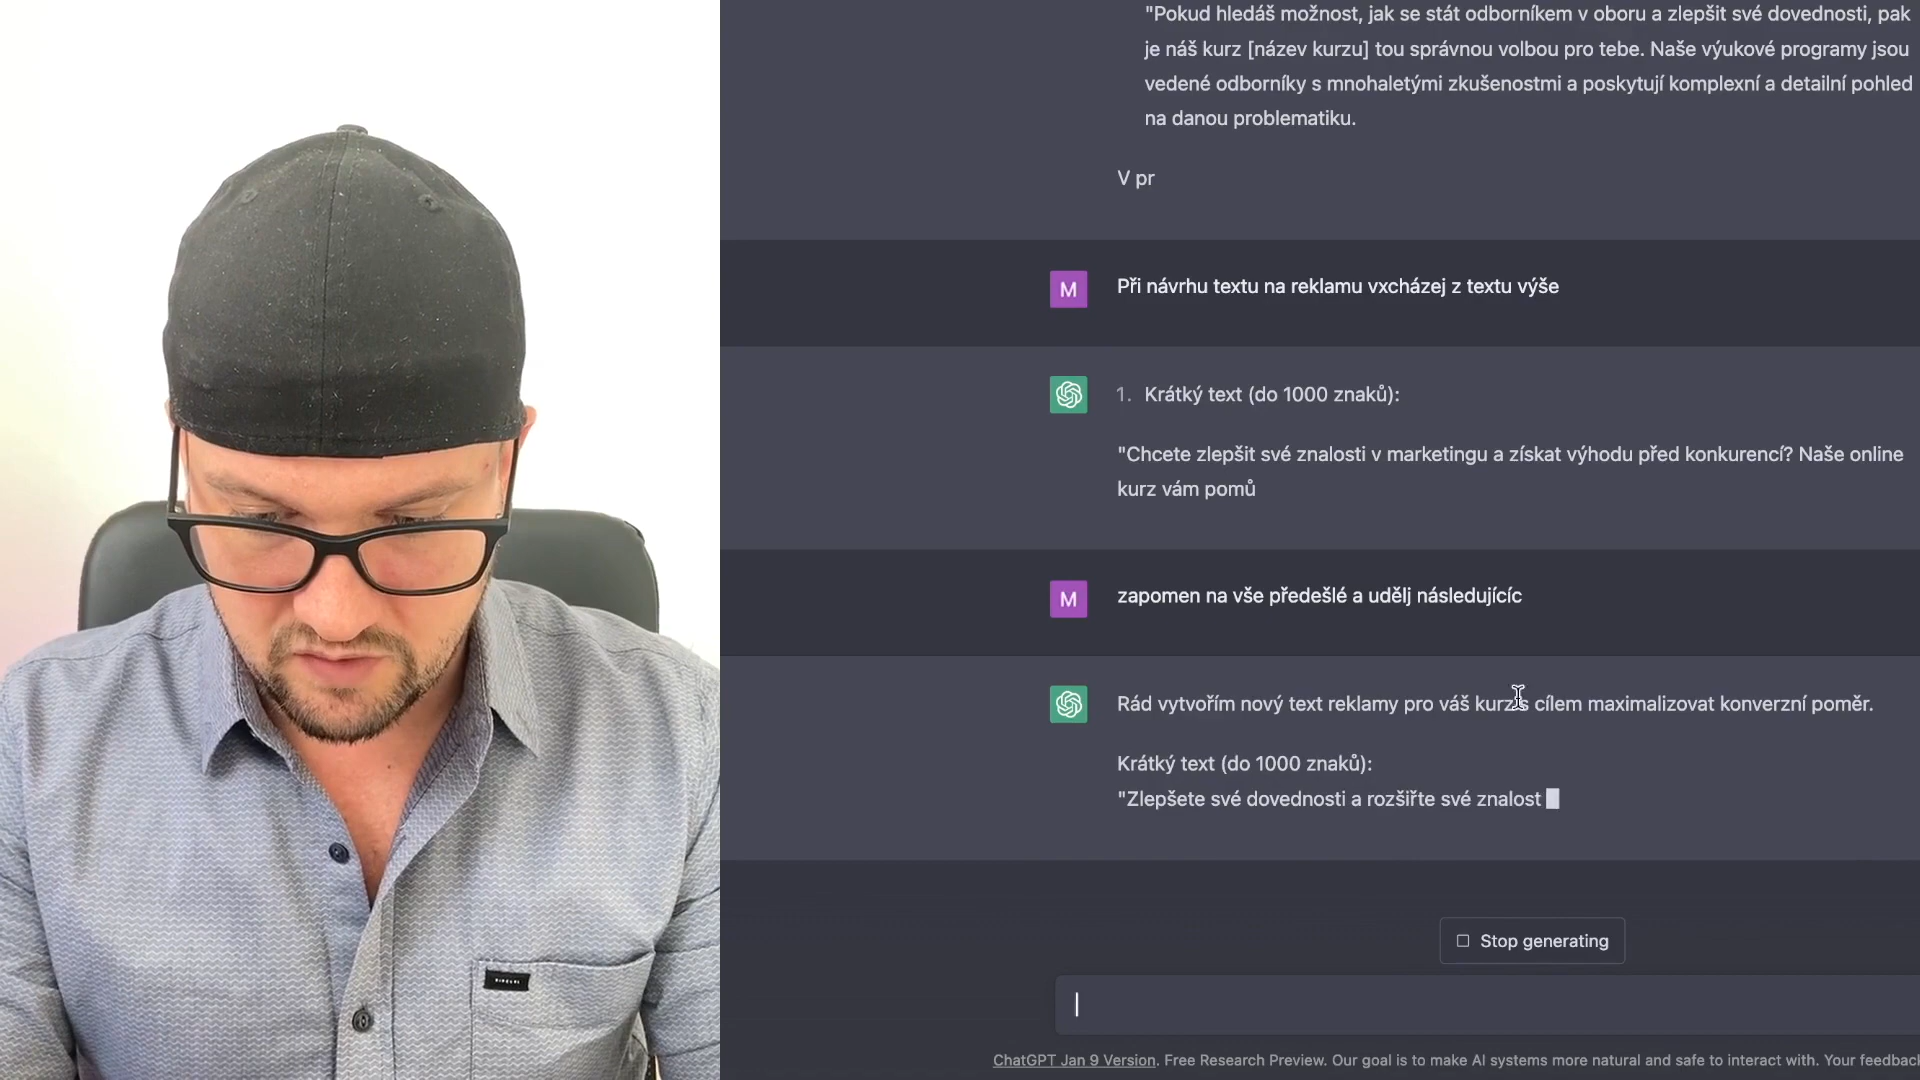 "Pokud hledáš možnost, jak se stát odborníkem v oboru a zlepšit své dovednosti, pak
je náš kurz [název kurzu] tou správnou volbou pro tebe. Naše výukové programy jsou
vedené odborníky s mnohaletými zkušenostmi a poskytují komplexní a detailní pohled
na danou problematiku.
V pr
M
Při návrhu textu na reklamu vxcházej z textu výše
1. Krátký text (do 1000 znaků):
"Chcete zlepšit své znalosti v marketingu a získat výhodu před konkurencí? Naše online
kurz vám pomů
M
zapomen na vše předešlé a udělj následujícíc
Rád vytvořím nový text reklamy pro váš kurz s cílem maximalizovat konverzní poměr.
Krátký text (do 1000 znaků):
"Zlepšete své dovednosti a rozšiřte své znalost
Stop generating
ChatGPT Jan 9 Version. Free Research Preview. Our goal is to make AI systems more natural and safe to interact with. Your feedback